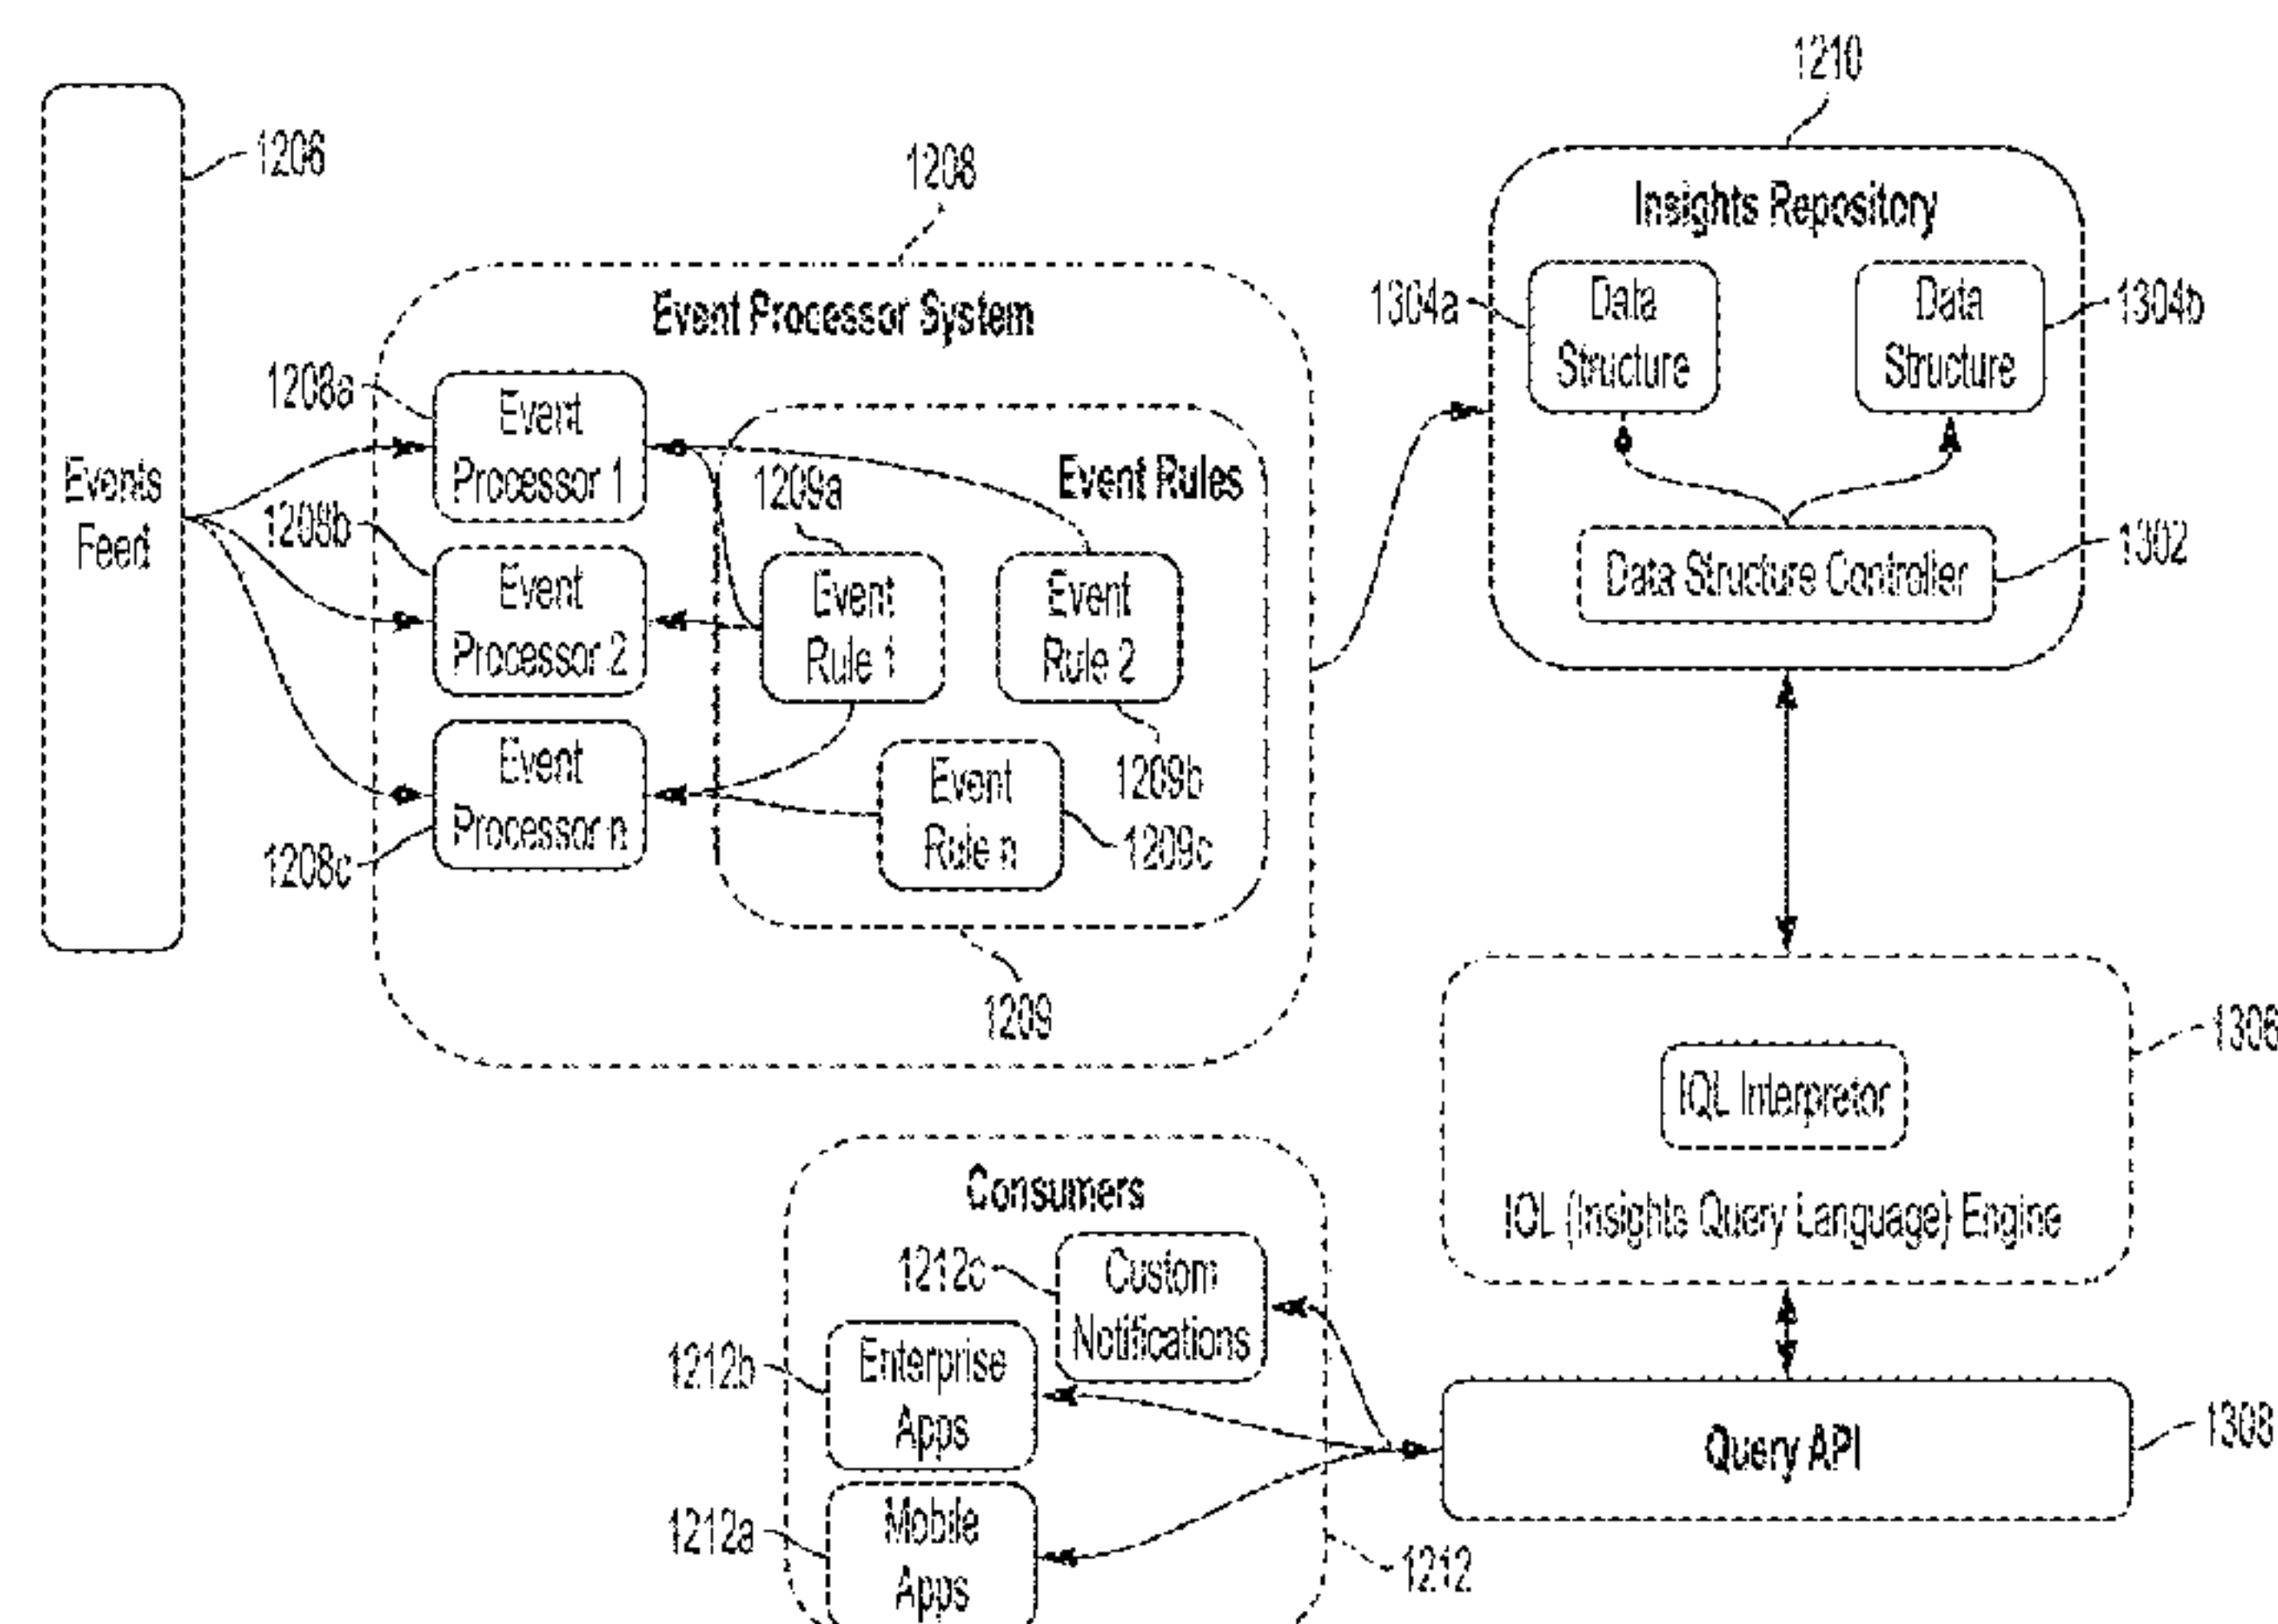 1210
1206
1208
Insights Repository
Event Processor System
1304a
Data
Structure
Data
Structure
1304b
1208a
Event
Processor 1
Events
Feed
1209a
Event Rules
1208b
Event
Processor 2
Event
Rule 1
Event
Rule 2
Data Structure Controller
1302
Event
Processor n
1208c
Event
Rule n
1209b
1209c
1209
1306
IQL Interpretor
IQL (Insights Query Language) Engine
Consumers
1212c
Custom
Notifications
1212b
Enterprise
Apps
Query API
1308
1212a
Mobile
Apps
1212